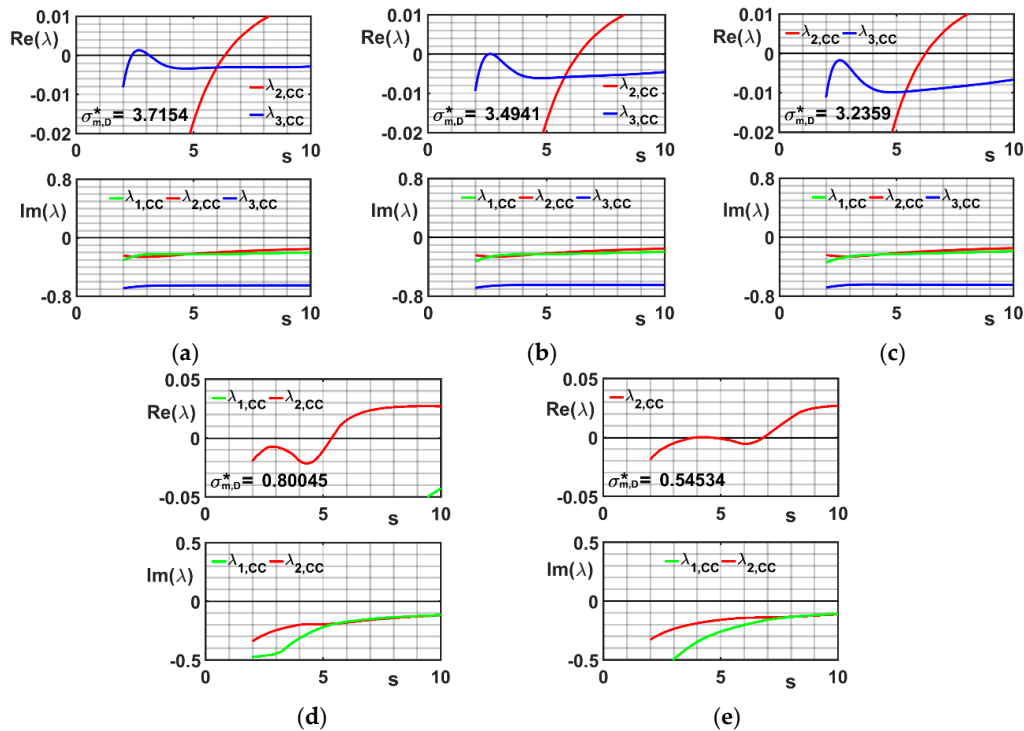 0.01
Re(λ)
0
-0.01
-0.02
σ*m,D= 3.7154
λ2,CC
λ3,CC
0 5 s 10
0.8
Im(λ)
0
-0.8
λ1,CC λ2,CC λ3,CC
0 5 s 10
(a)
0.01
Re(λ)
0
-0.01
-0.02
σ*m,D= 3.4941
λ2,CC
λ3,CC
0 5 s 10
0.8
Im(λ)
0
-0.8
λ1,CC λ2,CC λ3,CC
0 5 s 10
(b)
0.01
Re(λ)
0
-0.01
-0.02
λ2,CC λ3,CC
σ*m,D= 3.2359
0 5 s 10
0.8
Im(λ)
0
-0.8
λ1,CC λ2,CC λ3,CC
0 5 s 10
(c)
0.05
Re(λ)
0
-0.05
λ1,CC λ2,CC
σ*m,D= 0.80045
0 5 s 10
0.5
Im(λ)
0
-0.5
λ1,CC λ2,CC
0 5 s 10
(d)
0.05
Re(λ)
0
-0.05
λ2,CC
σ*m,D= 0.54534
0 5 s 10
0.5
Im(λ)
0
-0.5
λ1,CC λ2,CC
0 5 s 10
(e)